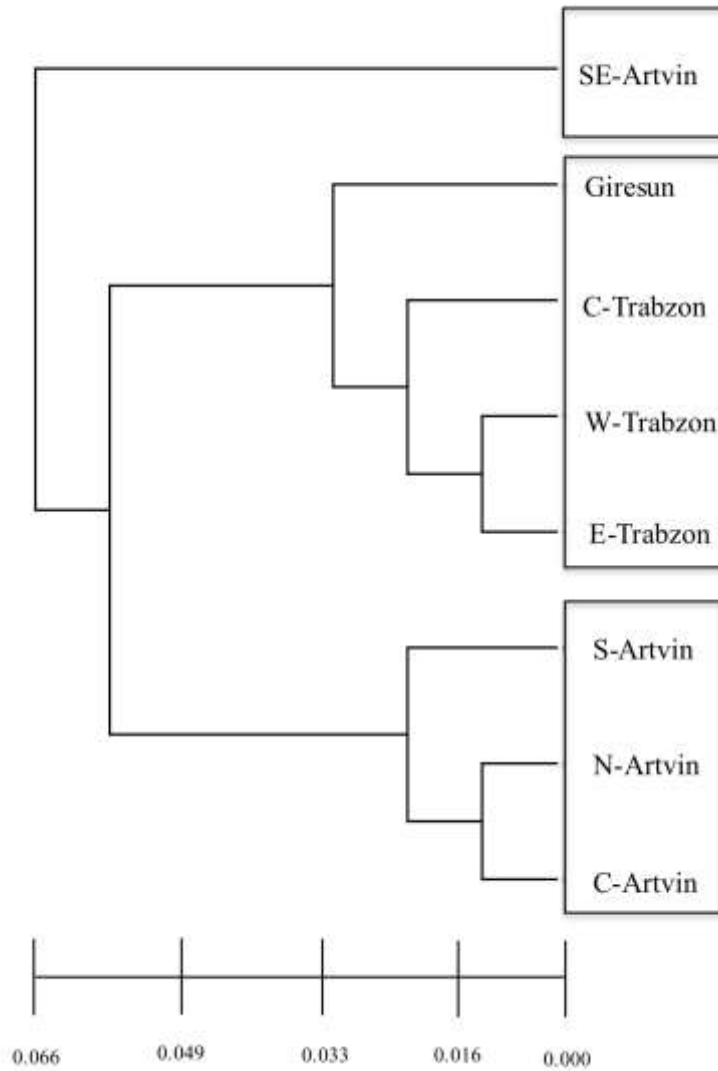 SE-Artvin
Giresun
C-Trabzon
W-Trabzon
E-Trabzon
S-Artvin
N-Artvin
C-Artvin
0.066 0.049 0.033 0.016 0.000